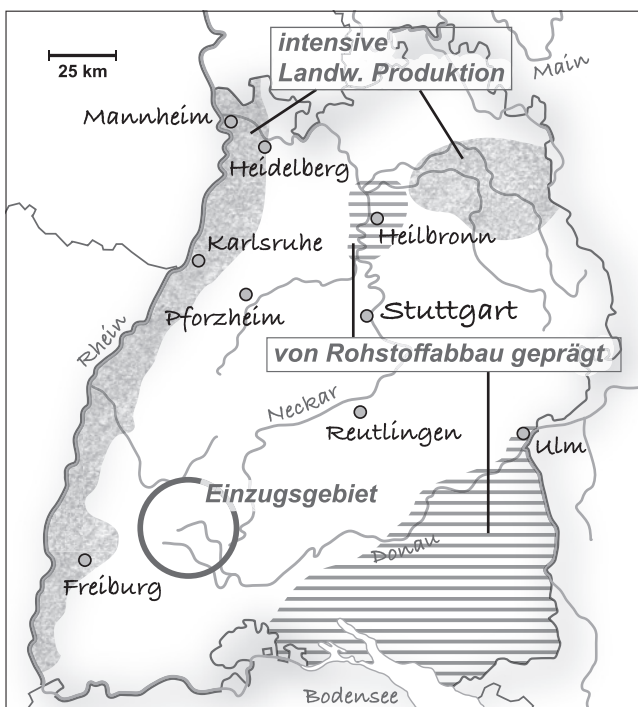 intensive
Landw. Produktion
Main
25 km
Mannheim
Heidelberg
Karlsruhe
Heilbronn
Pforzheim
Stuttgart
Rhein
von Rohstoffabbau geprägt
Neckar
Reutlingen
Ulm
Einzugsgebiet
Donau
Freiburg
Bodensee